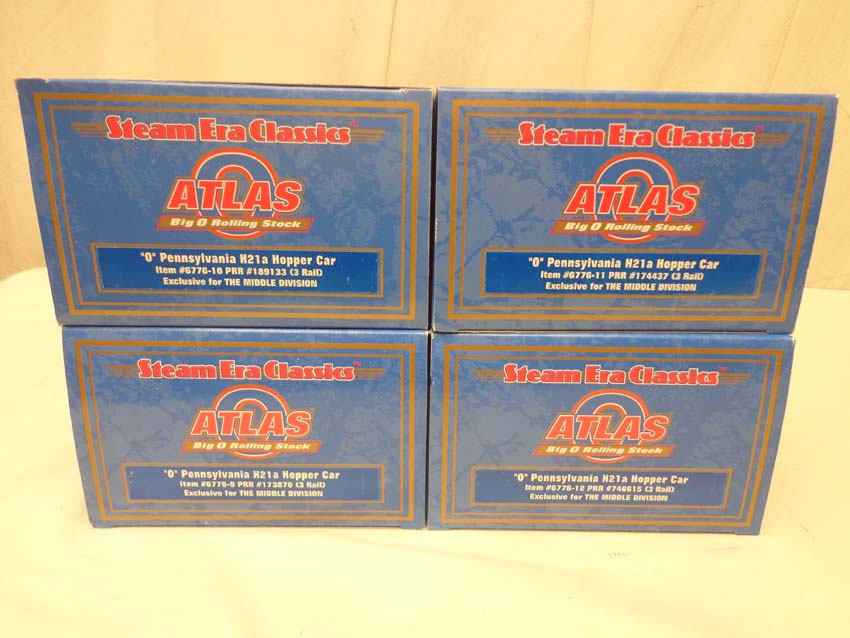 Steam Era Classics™
ATLAS
Big O Rolling Stock
"O" Pennsylvania H21a Hopper Car
Item #6776-10 PRR #189133 (3 Rail)
Exclusive for THE MIDDLE DIVISION
Steam Era Classics™
ATLAS
Big O Rolling Stock
"O" Pennsylvania H21a Hopper Car
Item #6776-11 PRR #174437 (3 Rail)
Exclusive for THE MIDDLE DIVISION
Steam Era Classics™
ATLAS
Big O Rolling Stock
"O" Pennsylvania H21a Hopper Car
Item #6776-9 PRR #173870 (3 Rail)
Exclusive for THE MIDDLE DIVISION
Steam Era Classics™
ATLAS
Big O Rolling Stock
"O" Pennsylvania H21a Hopper Car
Item #6776-12 PRR #746615 (3 Rail)
Exclusive for THE MIDDLE DIVISION